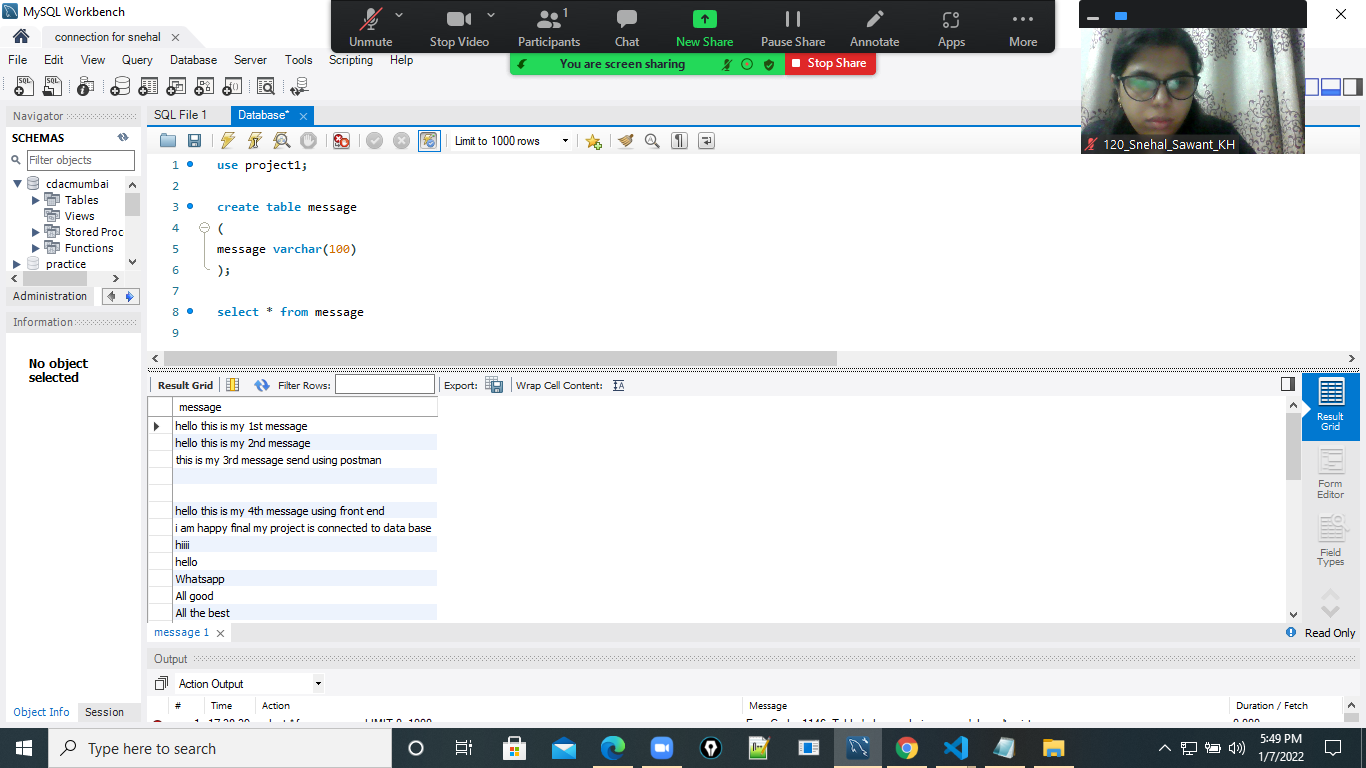 MySQL Workbench
connection for snehal
File Edit View Query Database Server Tools Scripting Help
Unmute Stop Video Participants 1 Chat New Share Pause Share Annotate Apps More
You are screen sharing Stop Share
120_Snehal_Sawant_KH
Navigator
SCHEMAS
Filter objects
cdacmumbai
Tables
Views
Stored Proc
Functions
practice
Administration
Information
No object
selected
Object Info Session
SQL File 1 Database*
Limit to 1000 rows
1 use project1;
2
3 create table message
4 (
5 message varchar(100)
6 );
7
8 select * from message
9
Result Grid Filter Rows: Export: Wrap Cell Content:
message
hello this is my 1st message
hello this is my 2nd message
this is my 3rd message send using postman
hello this is my 4th message using front end
i am happy final my project is connected to data base
hiiii
hello
Whatsapp
All good
All the best
Result
Grid
Form
Editor
Field
Types
message 1
Read Only
Output
Action Output
# Time Action Message Duration / Fetch
Type here to search
5:49 PM
1/7/2022